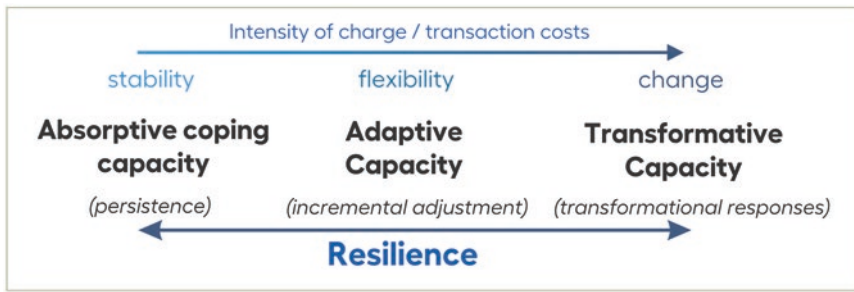 Intensity of charge / transaction costs
stability flexibility change
Absorptive coping capacity
Adaptive Capacity
Transformative Capacity
(persistence) (incremental adjustment) (transformational responses)
Resilience